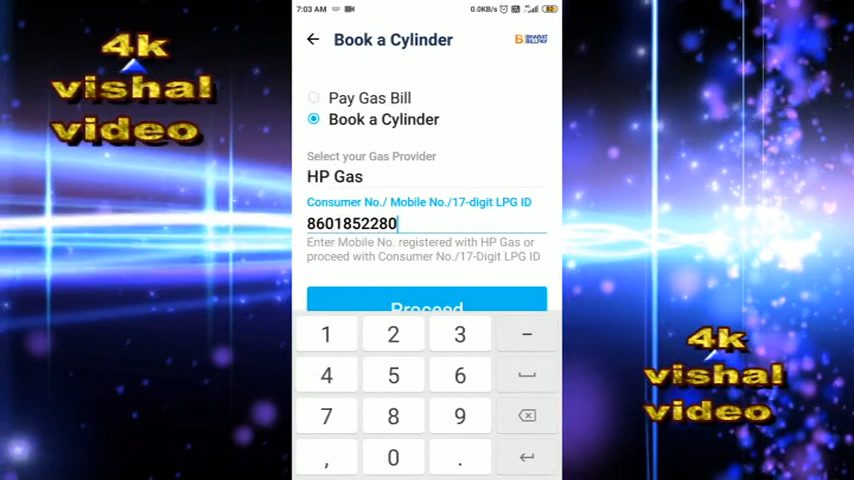 4k
vishal
video
7:03 AM
0.0KB/s
82
Book a Cylinder
B BHARAT
BILLPAY
Pay Gas Bill
Book a Cylinder
Select your Gas Provider
HP Gas
Consumer No./ Mobile No./17-digit LPG ID
8601852280
Enter Mobile No. registered with HP Gas or
proceed with Consumer No./17-Digit LPG ID
Proceed
1 2 3 -
4 5 6
7 8 9
, 0 .
4k
vishal
video